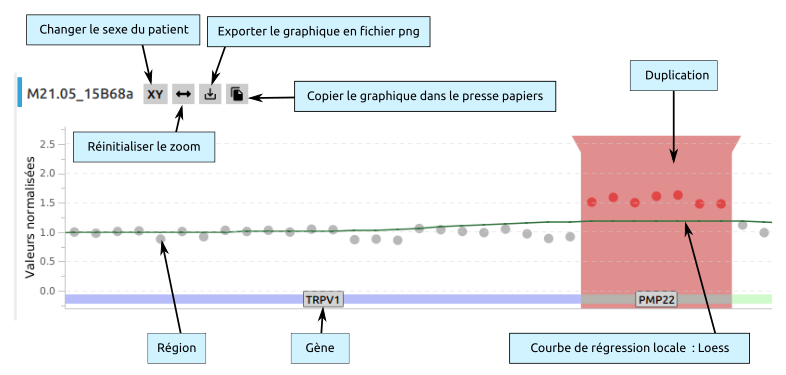 Changer le sexe du patient
Exporter le graphique en fichier png
Duplication
M21.05_15B68a
XY
Copier le graphique dans le presse papiers
Réinitialiser le zoom
Valeurs normalisées
2.5
2.0
1.5
1.0
0.5
0.0
TRPV1
PMP22
Région
Gène
Courbe de régression locale : Loess